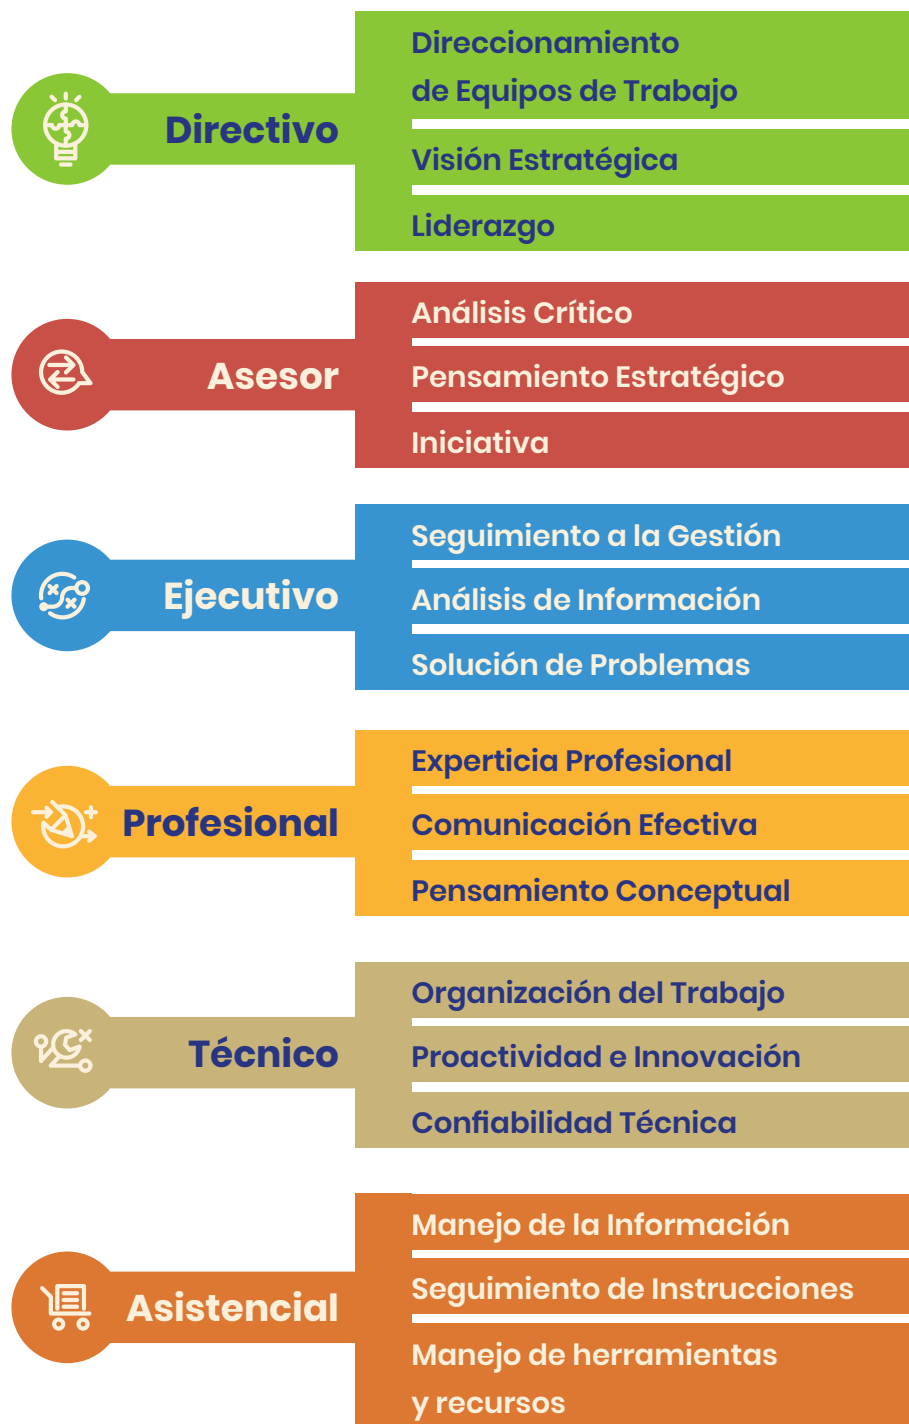 Directivo
Direccionamiento
de Equipos de Trabajo
Visión Estratégica
Liderazgo
Asesor
Análisis Crítico
Pensamiento Estratégico
Iniciativa
Ejecutivo
Seguimiento a la Gestión
Análisis de Información
Solución de Problemas
Profesional
Experticia Profesional
Comunicación Efectiva
Pensamiento Conceptual
Técnico
Organización del Trabajo
Proactividad e Innovación
Confiabilidad Técnica
Asistencial
Manejo de la Información
Seguimiento de Instrucciones
Manejo de herramientas
y recursos